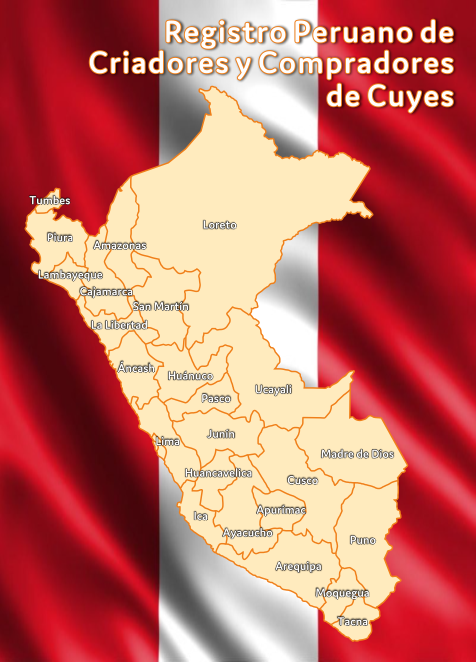 Registro Peruano de
Criadores y Compradores
de Cuyes
Tumbes
Loreto
Piura
Amazonas
Lambayeque
Cajamarca
San Martín
La Libertad
Áncash
Huánuco
Ucayali
Pasco
Junín
Lima
Madre de Dios
Huancavelica
Cusco
Apurímac
Ica
Ayacucho
Puno
Arequipa
Moquegua
Tacna